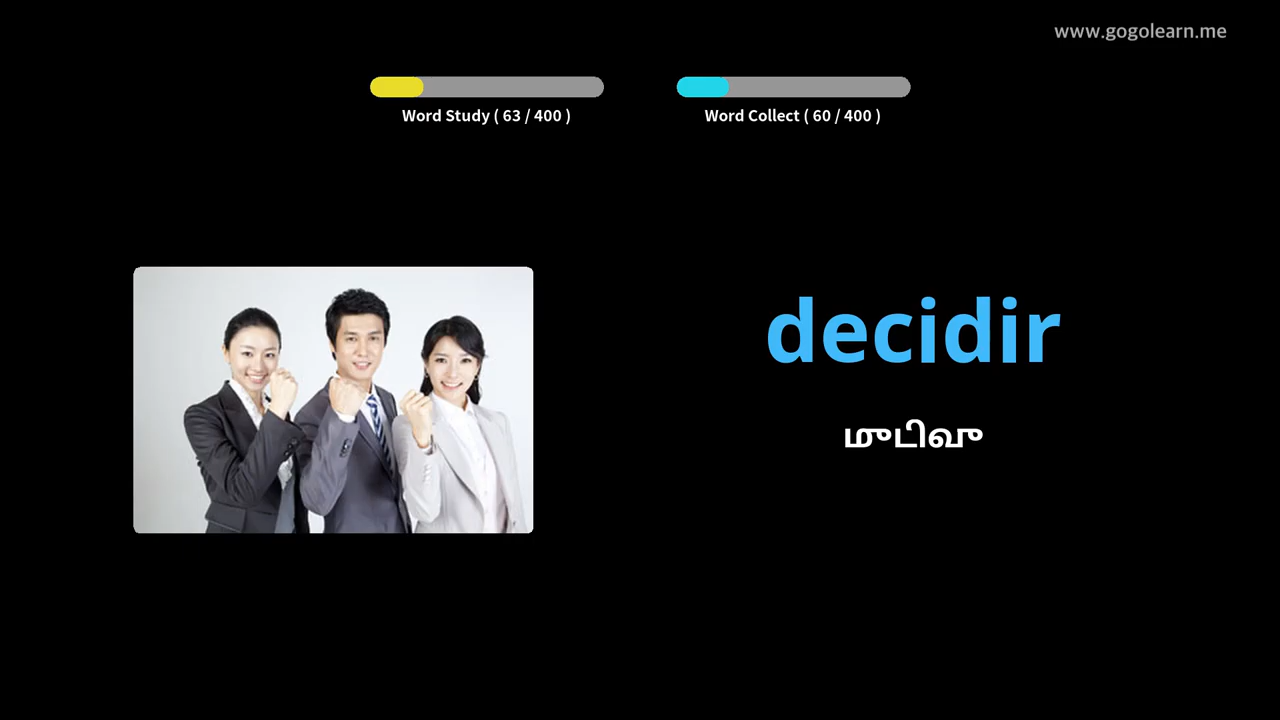 www.gogolearn.me
Word Study ( 63 / 400 )
Word Collect ( 60 / 400 )
decidir
முடிவு